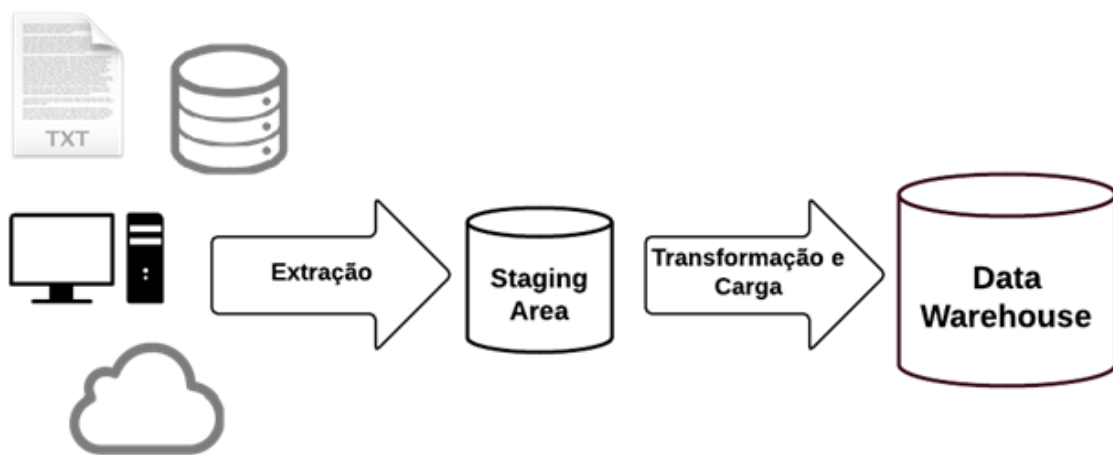 TXT
Extração
Staging
Area
Transformação e
Carga
Data
Warehouse